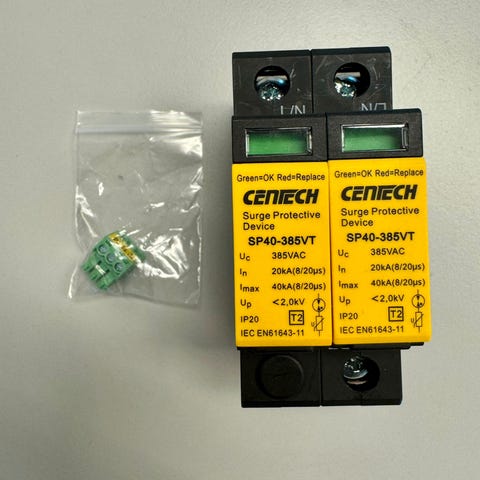 L/N
L/N
Green=OK Red=Replace
CENTECH
Surge Protective
Device
SP40-385VT
Uc 385VAC
In 20kA(8/20µs)
Imax 40kA(8/20µs)
Up <2,0kV
IP20 T2
IEC EN61643-11
Green=OK Red=Replace
CENTECH
Surge Protective
Device
SP40-385VT
Uc 385VAC
In 20kA(8/20µs)
Imax 40kA(8/20µs)
Up <2,0kV
IP20 T2
IEC EN61643-11